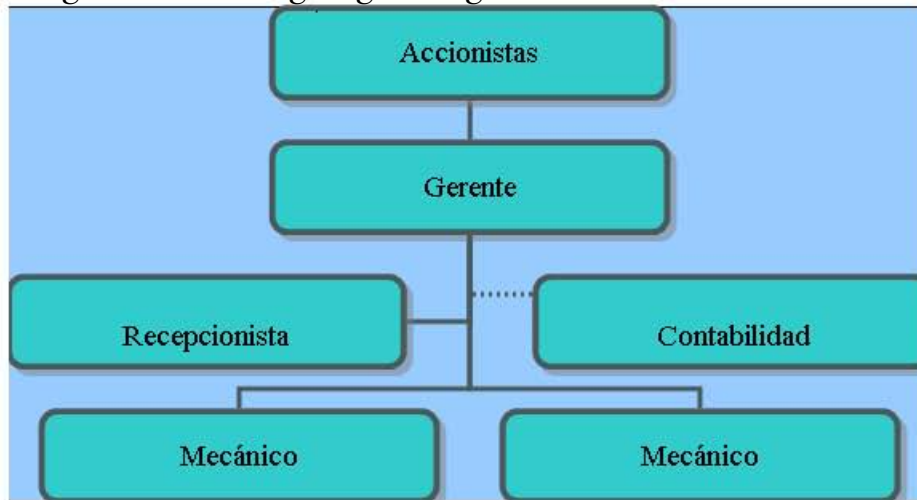 Accionistas
Gerente
Recepcionista
Contabilidad
Mecánico
Mecánico